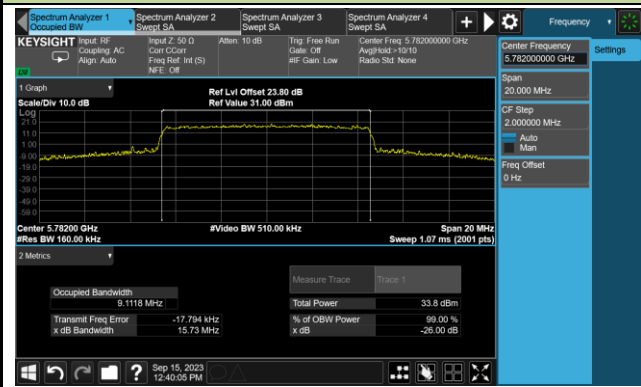 Spectrum Analyzer 1
Occupied BW
Spectrum Analyzer 2
Swept SA
Spectrum Analyzer 3
Swept SA
Spectrum Analyzer 4
Swept SA
Frequency
KEYSIGHT
Input: RF
Coupling: AC
Align: Auto
Input Z: 50 Ω
Corr CCorr
Freq Ref: Int (S)
NFE: Off
Atten: 10 dB
Trig: Free Run
Gate: Off
#IF Gain: Low
Center Freq: 5.782000000 GHz
Avg|Hold:>10/10
Radio Std: None
LXI
1 Graph
Scale/Div 10.0 dB
Ref Lvl Offset 23.80 dB
Ref Value 31.00 dBm
Log
21.0
11.0
1.00
-9.00
-19.0
-29.0
-39.0
-49.0
-59.0
Center 5.78200 GHz
#Res BW 160.00 kHz
#Video BW 510.00 kHz
Span 20 MHz
Sweep 1.07 ms (2001 pts)
2 Metrics
Measure Trace
Trace 1
Occupied Bandwidth
9.1118 MHz
Total Power
33.8 dBm
Transmit Freq Error
-17.794 kHz
% of OBW Power
99.00 %
x dB Bandwidth
15.73 MHz
x dB
-26.00 dB
Center Frequency
5.782000000 GHz
Settings
Span
20.000 MHz
CF Step
2.000000 MHz
Auto
Man
Freq Offset
0 Hz
?
Sep 15, 2023
12:40:05 PM